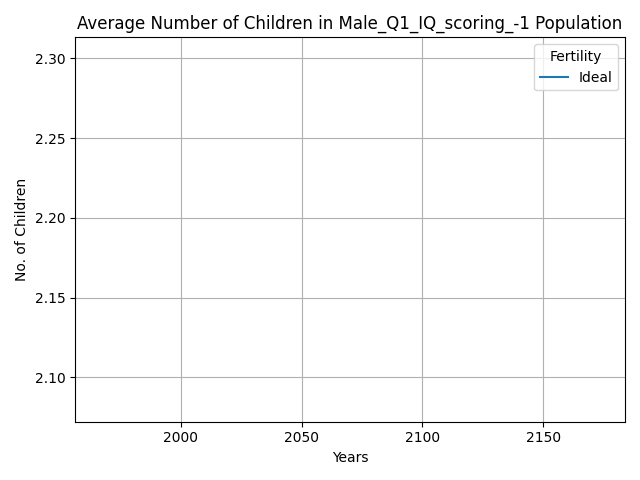 Average Number of Children in Male_Q1_IQ_scoring_-1 Population
Fertility
Ideal
No. of Children
2.30
2.25
2.20
2.15
2.10
2000 2050 2100 2150
Years